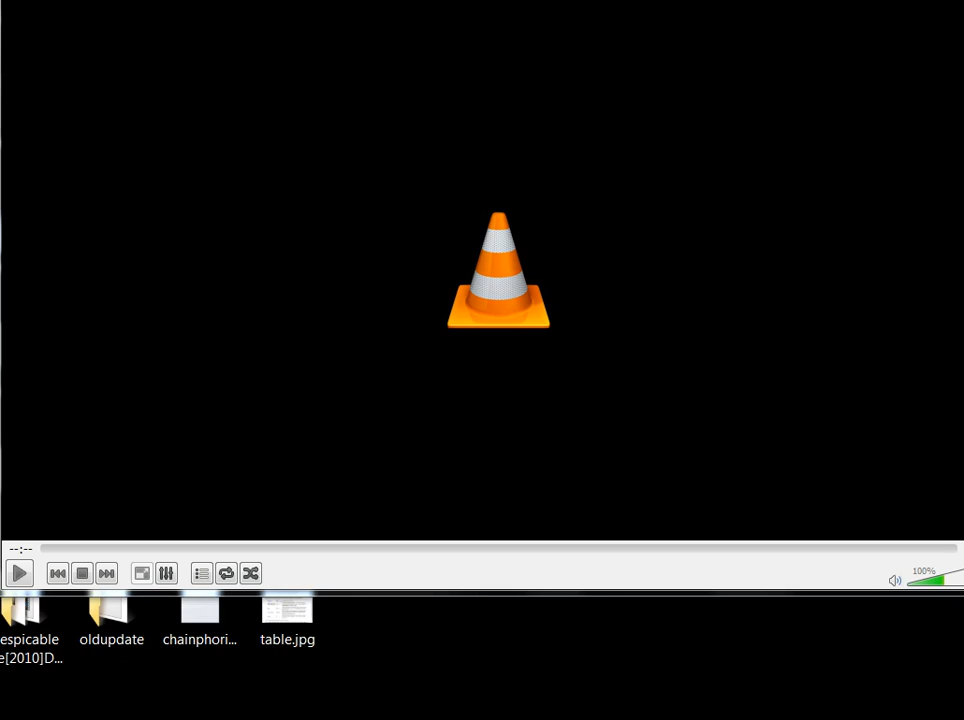 --:--
100%
espicable oldupdate chainphori... table.jpg
e[2010]D...